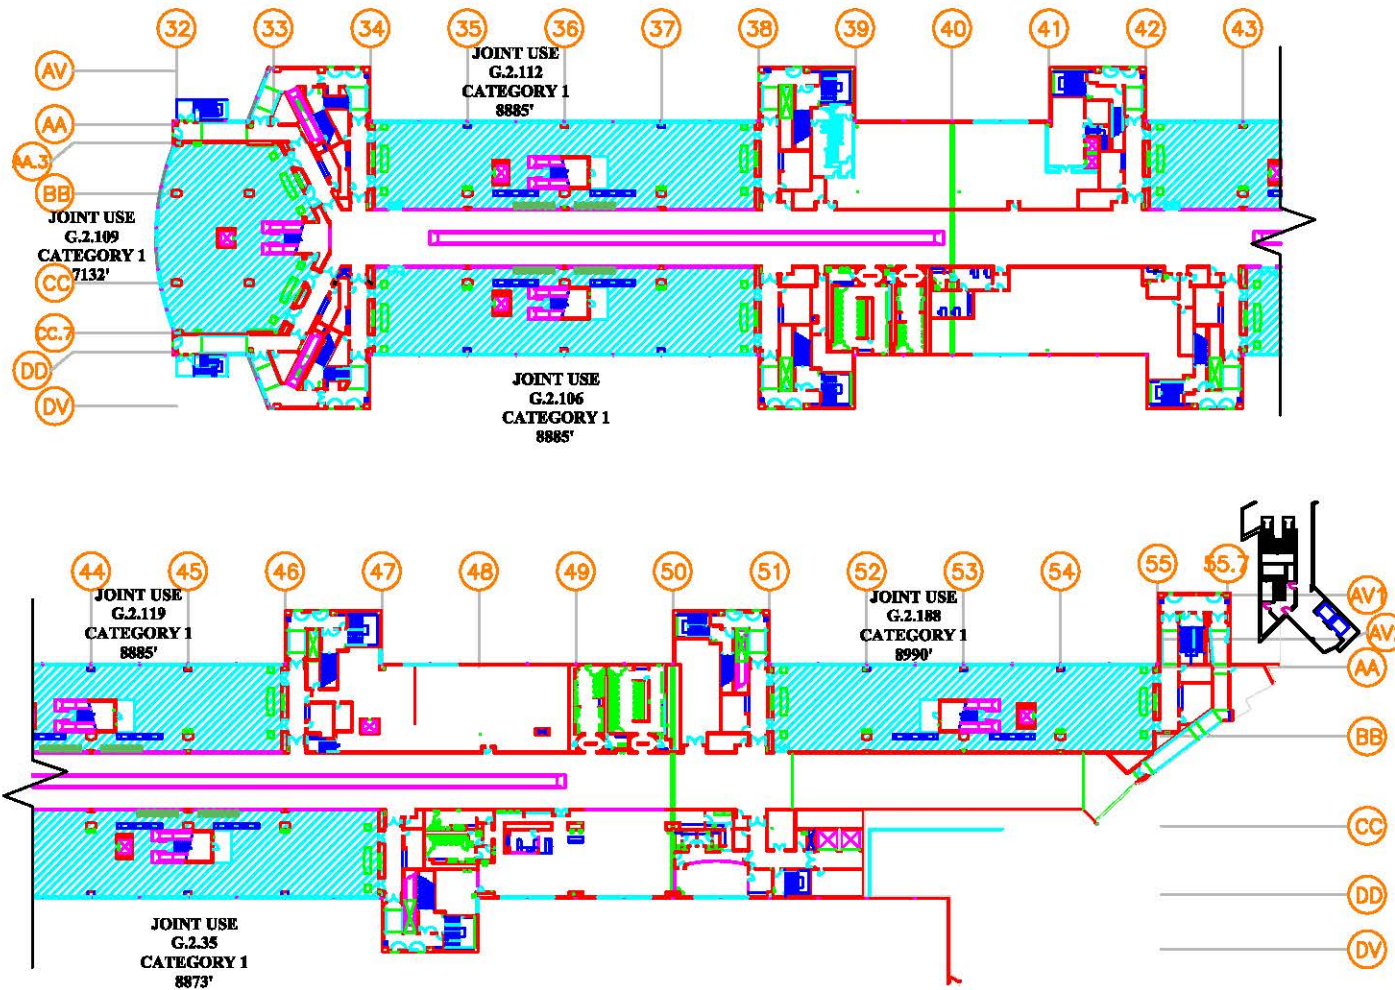 32 33 34 35 36 37 38 39 40 41 42 43
AV
AA
AA.3
BB
CC
CC.7
DD
DV
JOINT USE
G.2.112
CATEGORY 1
8885'
JOINT USE
G.2.109
CATEGORY 1
7132'
JOINT USE
G.2.106
CATEGORY 1
8885'
44 45 46 47 48 49 50 51 52 53 54 55 55.7
JOINT USE
G.2.119
CATEGORY 1
8885'
JOINT USE
G.2.188
CATEGORY 1
8990'
AV1
AA
BB
CC
DD
DV
JOINT USE
G.2.35
CATEGORY 1
8873'